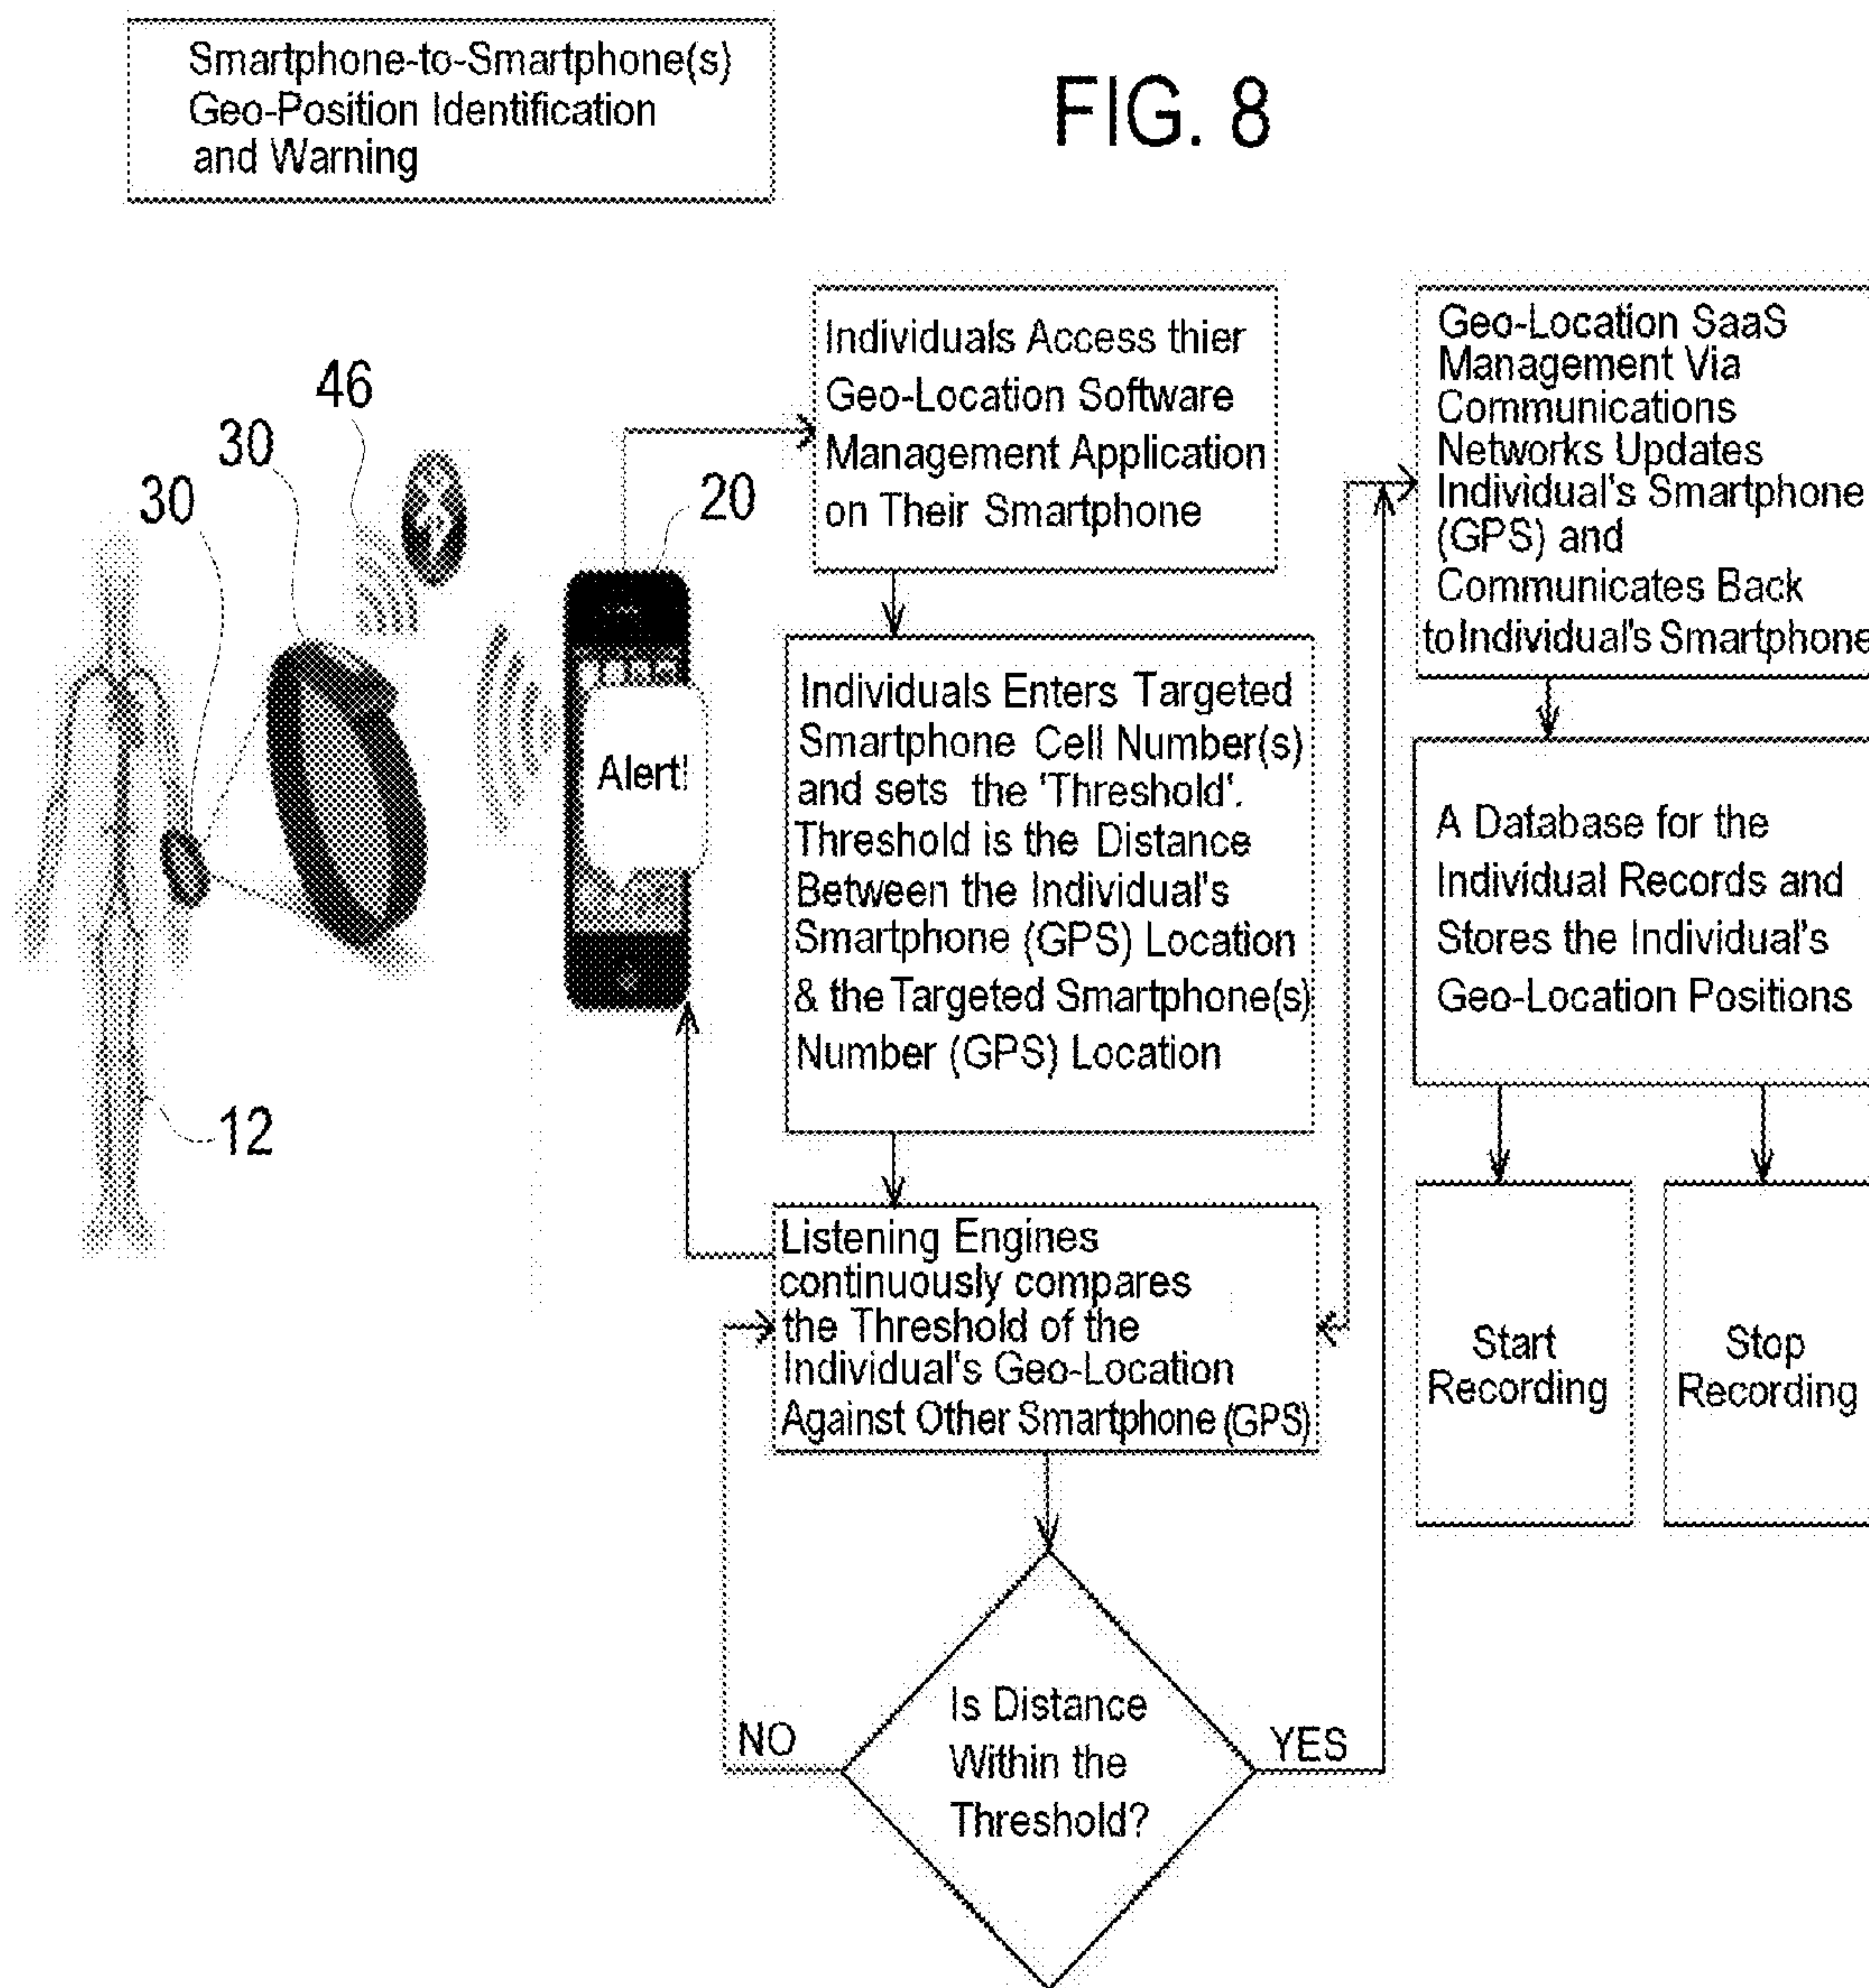 Smartphone-to-Smartphone(s)
Geo-Position Identification
and Warning
FIG. 8
30
30
46
20
12
Alert!
Individuals Access thier
Geo-Location Software
Management Application
on Their Smartphone
Individuals Enters Targeted
Smartphone Cell Number(s)
and sets the 'Threshold'.
Threshold is the Distance
Between the Individual's
Smartphone (GPS) Location
& the Targeted Smartphone(s)
Number (GPS) Location
Listening Engines
continuously compares
the Threshold of the
Individual's Geo-Location
Against Other Smartphone (GPS)
Is Distance
Within the
Threshold?
NO
YES
Geo-Location SaaS
Management Via
Communications
Networks Updates
Individual's Smartphone
(GPS) and
Communicates Back
to Individual's Smartphone
A Database for the
Individual Records and
Stores the Individual's
Geo-Location Positions
Start
Recording
Stop
Recording